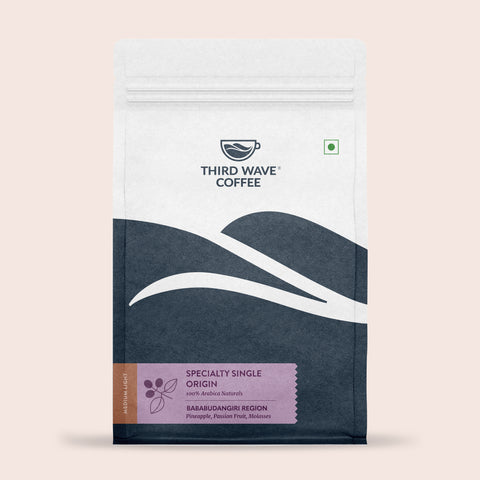 THIRD WAVE®
COFFEE
MEDIUM LIGHT
SPECIALTY SINGLE
ORIGIN
100% Arabica Naturals
BABABUDANGIRI REGION
Pineapple, Passion Fruit, Molasses